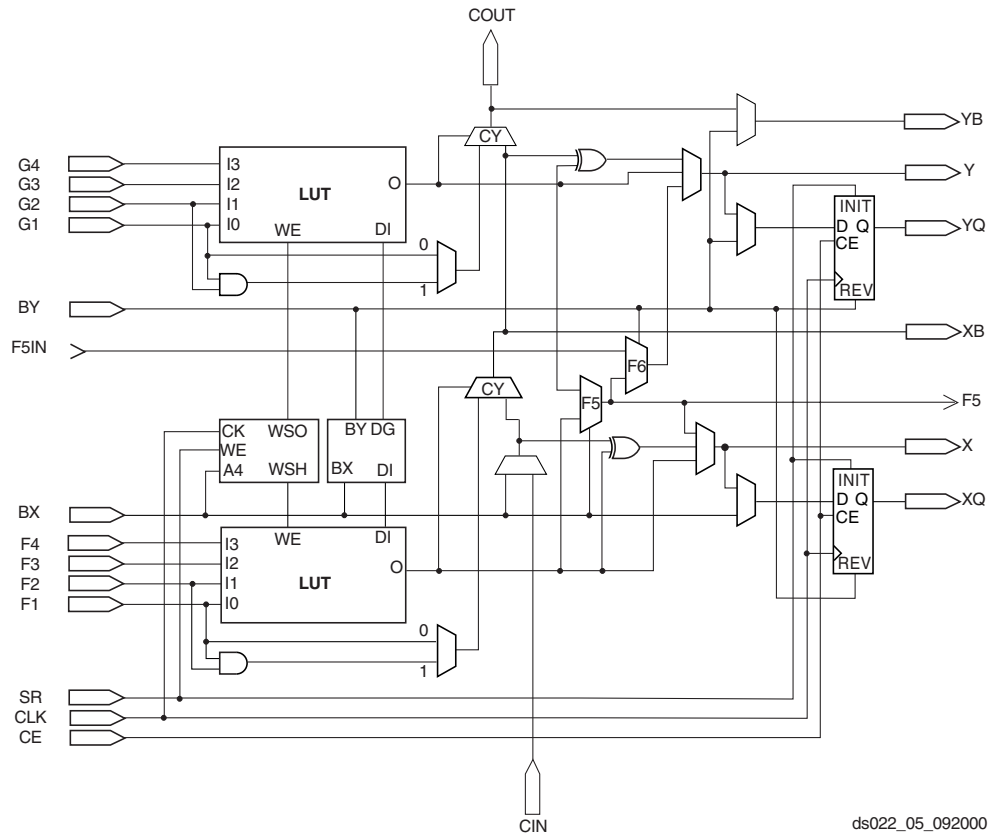 COUT
YB
CY
G4
I3
G3
I2
LUT
O
Y
G2
I1
INIT
G1
I0
WE
DI
D Q
YQ
CE
0
1
REV
BY
XB
F5IN
F6
CY
F5
F5
CK
WSO
BY DG
WE
X
A4
WSH
BX
DI
INIT
BX
D Q
XQ
CE
F4
I3
WE
DI
F3
I2
O
REV
F2
I1
LUT
F1
I0
0
1
SR
CLK
CE
CIN
ds022_05_092000